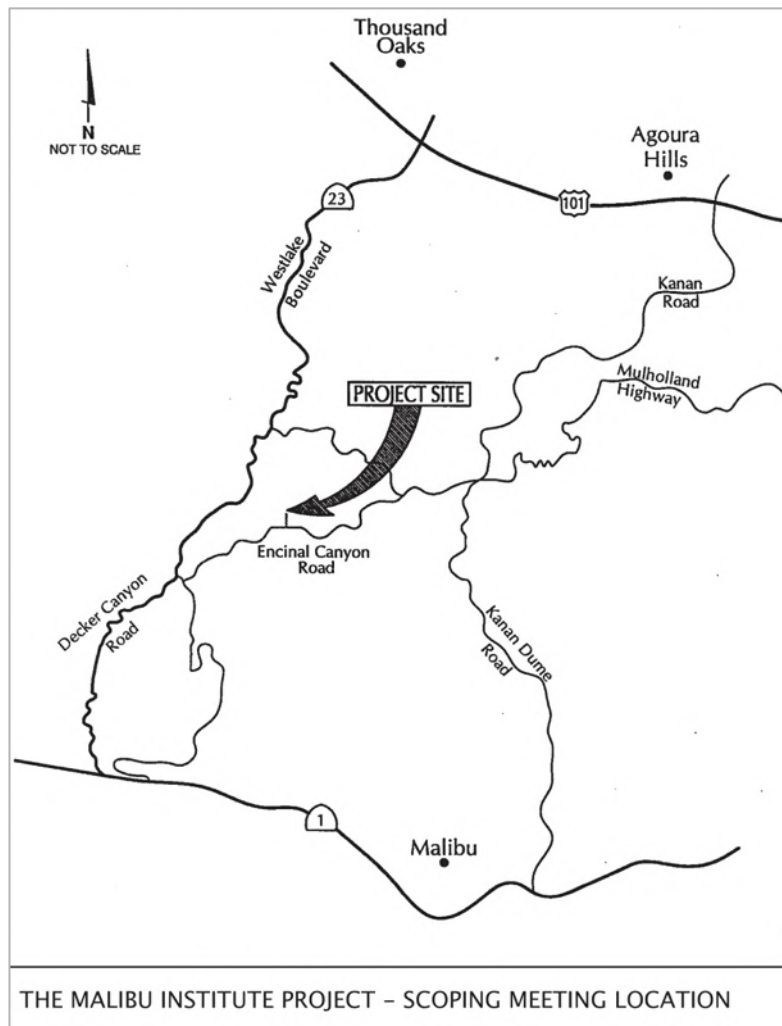 Thousand
Oaks
N
NOT TO SCALE
Agoura
Hills
23
101
Westlake
Boulevard
Kanan
Road
Mulholland
Highway
PROJECT SITE
Encinal Canyon
Road
Decker Canyon
Road
Kanan Dume
Road
1
Malibu
THE MALIBU INSTITUTE PROJECT – SCOPING MEETING LOCATION